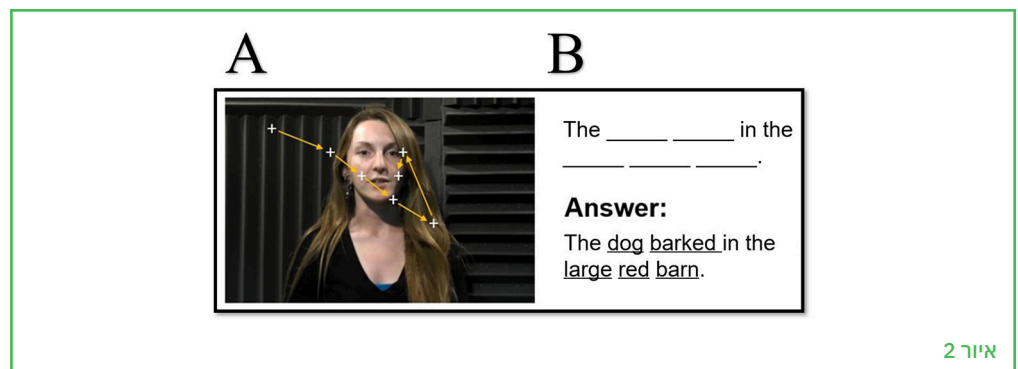 A
B
The _____ _____ in the
_____ _____ _____.
Answer:
The dog barked in the
large red barn.
איור 2